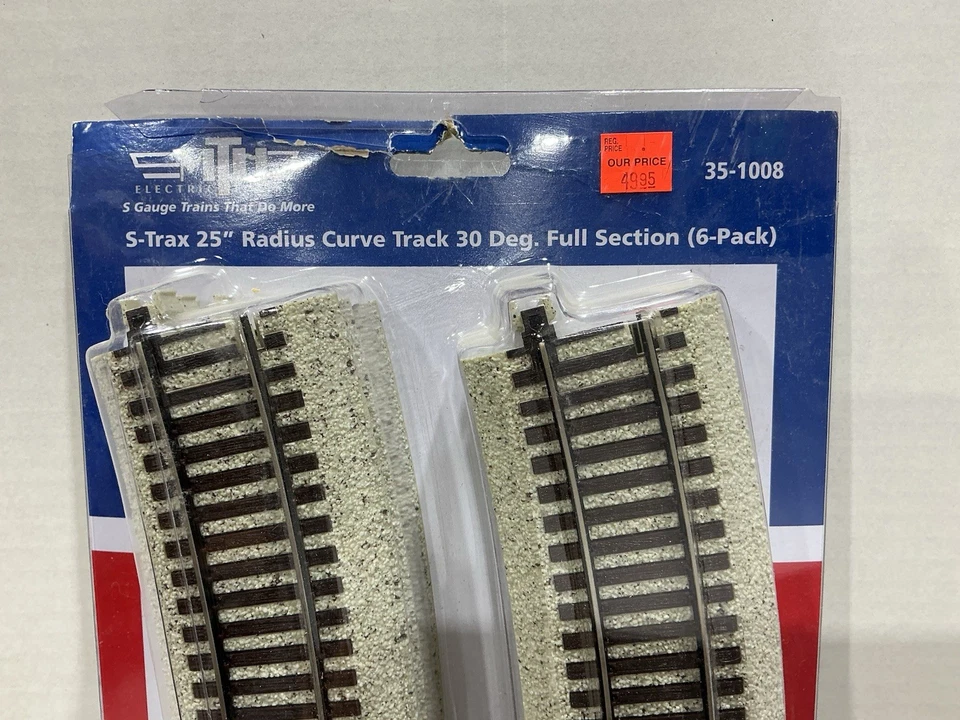 ELECTRIC
S Gauge Trains That Do More
REG.
PRICE
OUR PRICE
4995
35-1008
S-Trax 25" Radius Curve Track 30 Deg. Full Section (6-Pack)